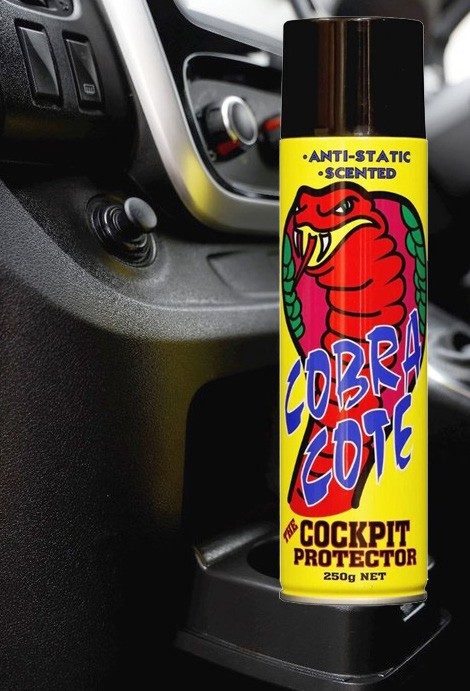 •ANTI-STATIC
•SCENTED
COBRA
COTE
THE COCKPIT
PROTECTOR
250g NET